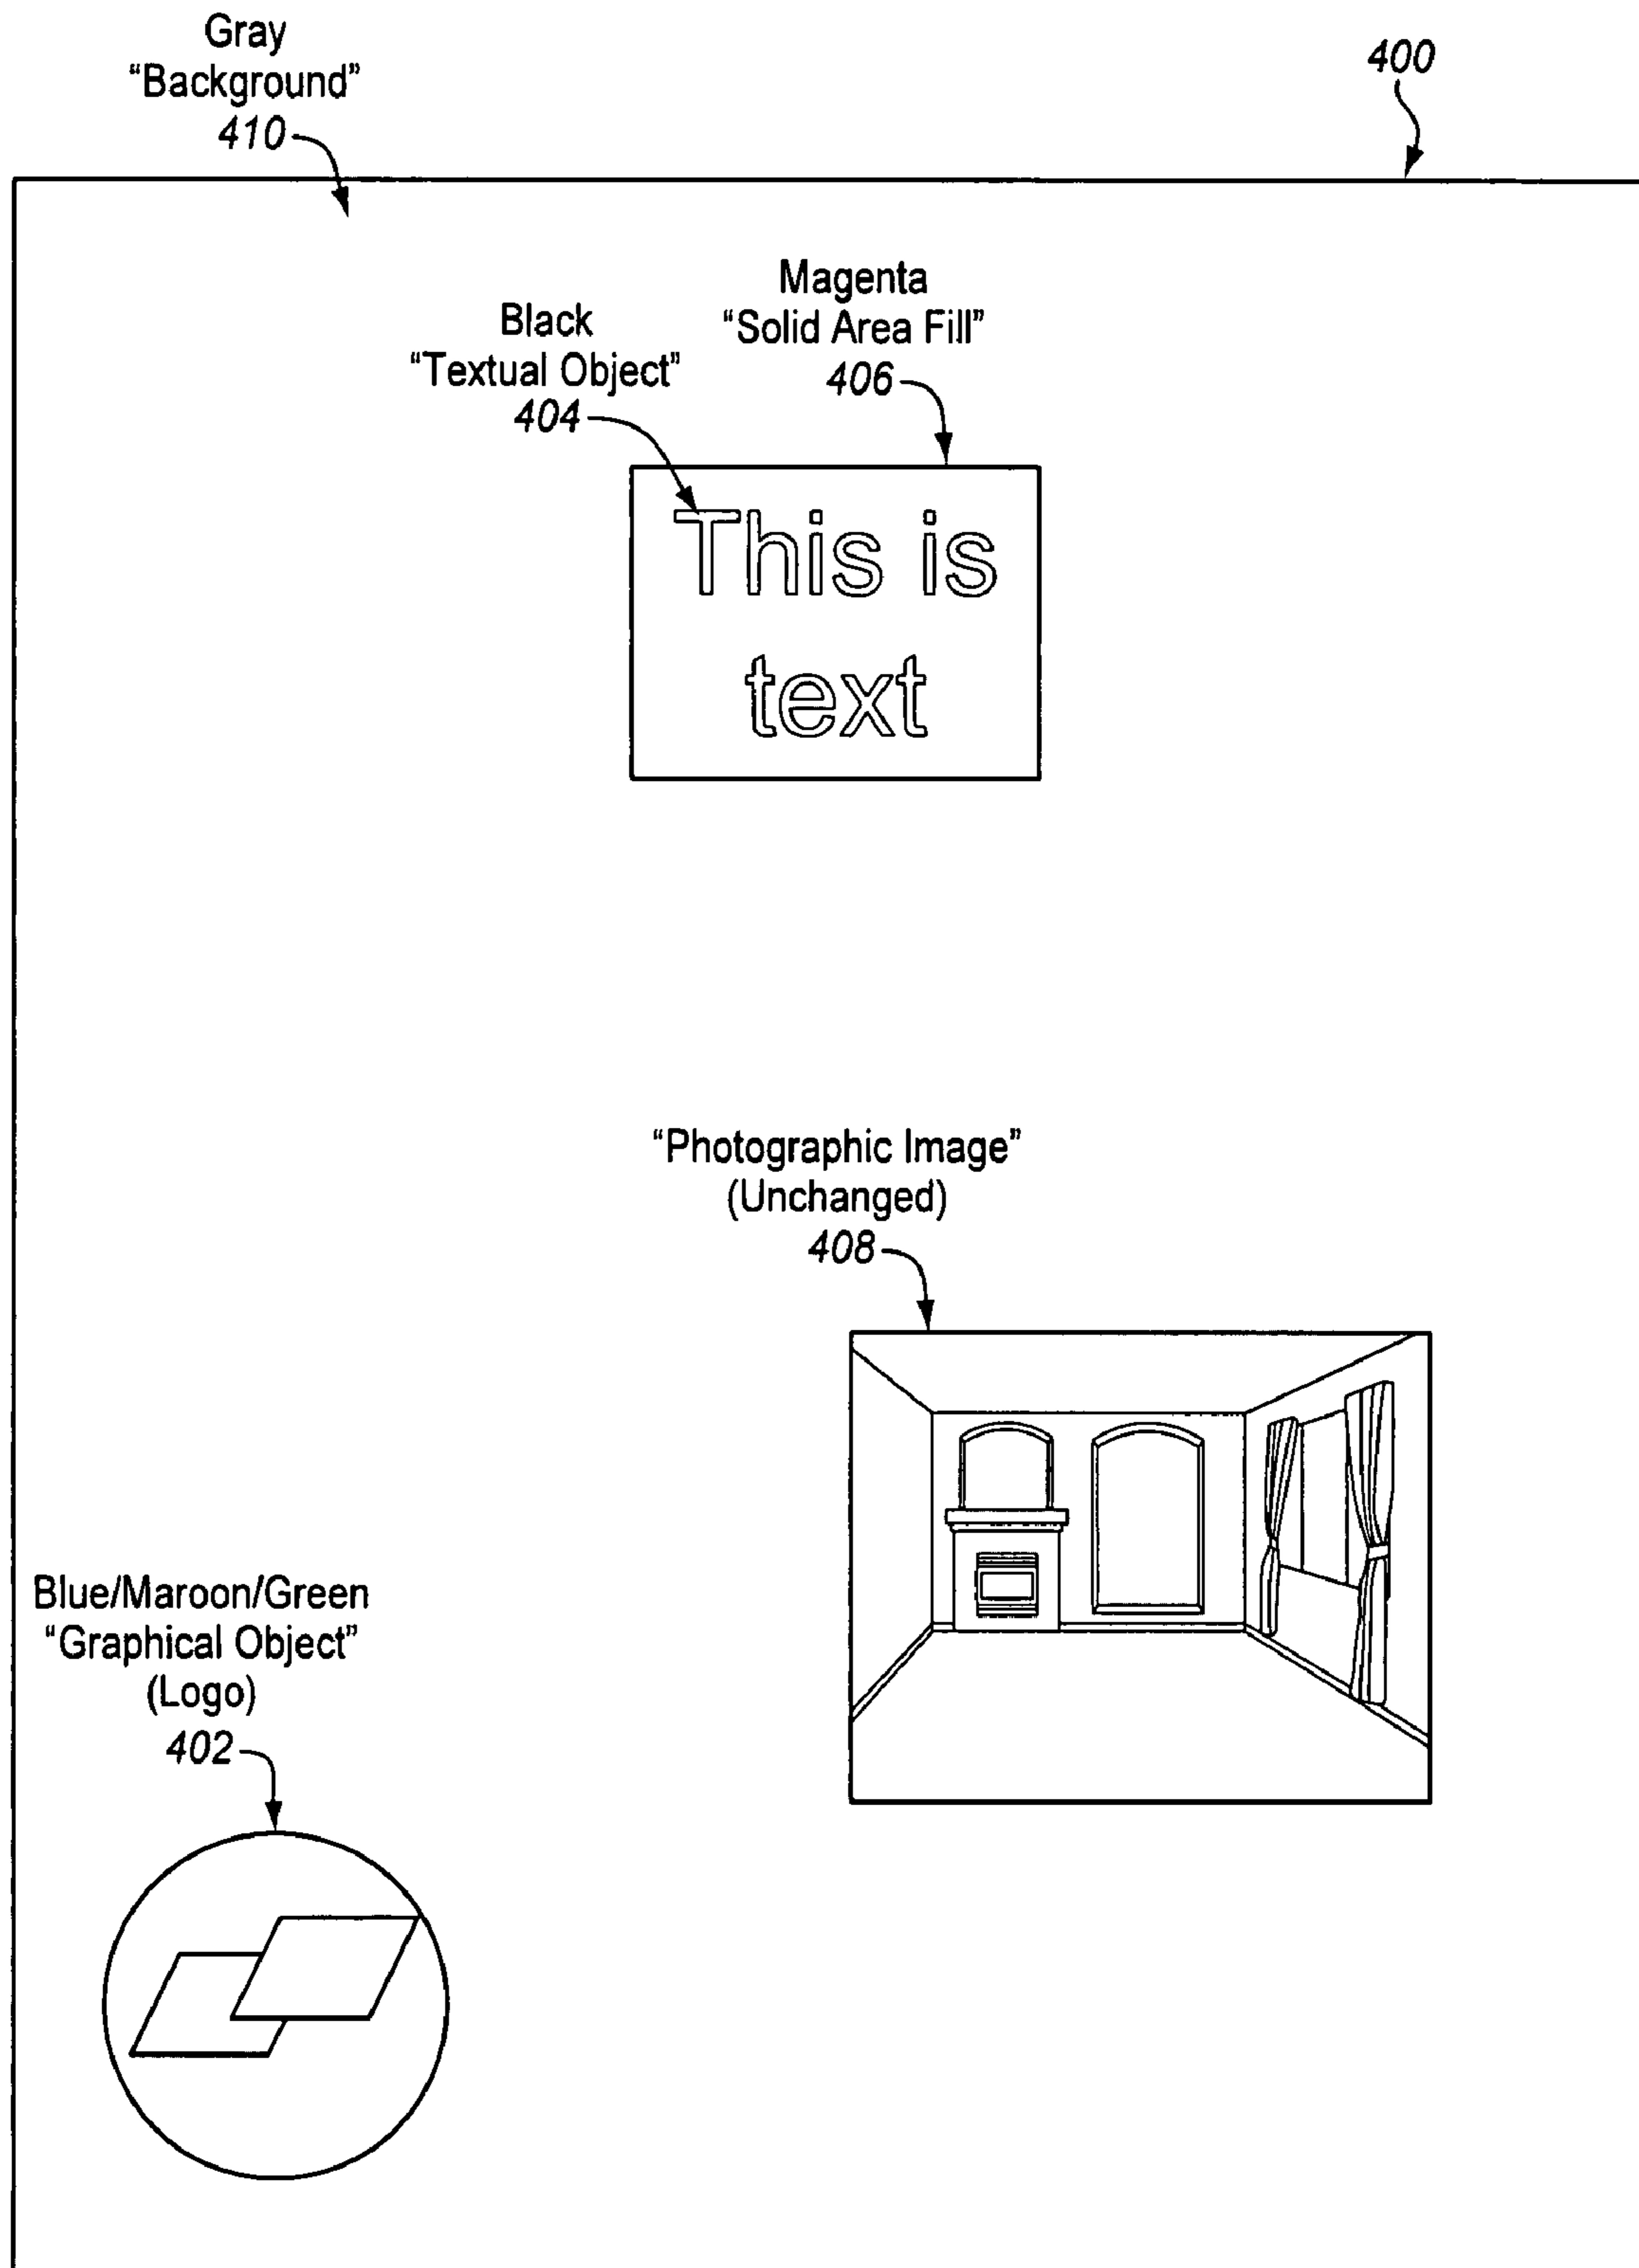 Gray
“Background”
410
400
Magenta
“Solid Area Fill”
406
Black
“Textual Object”
404
This is
text
“Photographic Image”
(Unchanged)
408
Blue/Maroon/Green
“Graphical Object”
(Logo)
402